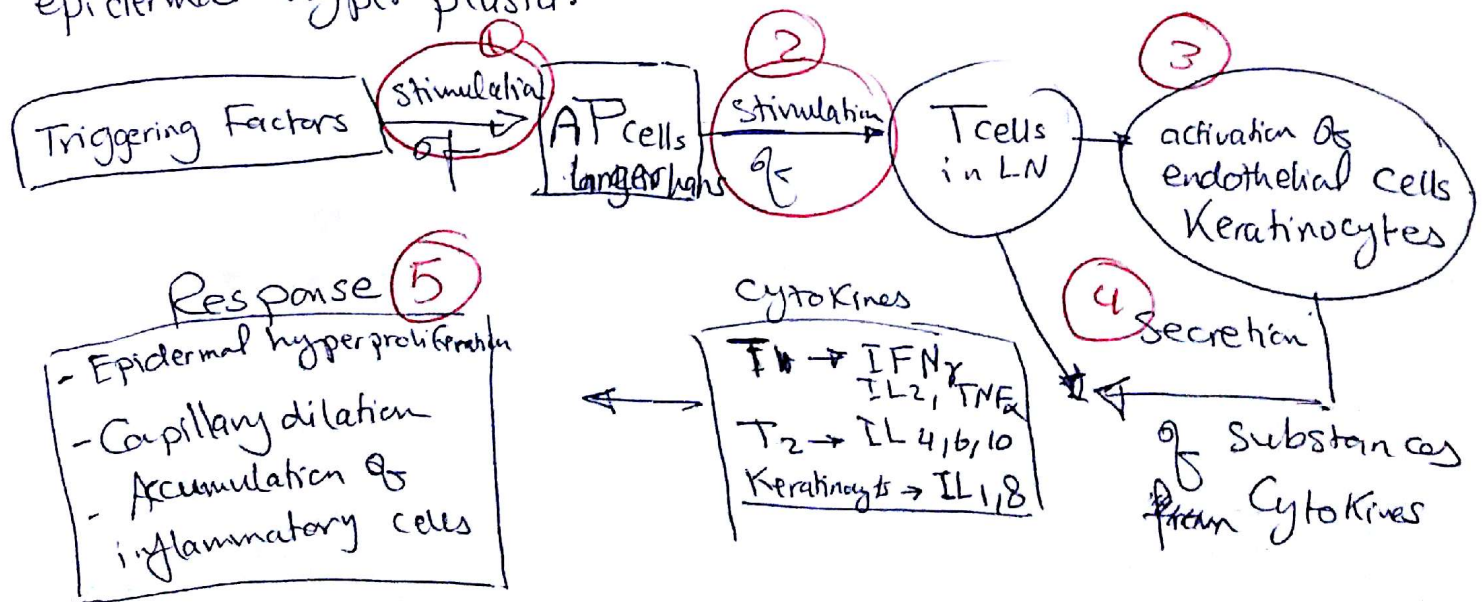 epidermal hyperplasia.
Triggering Factors
1
stimulation
of
AP cells
Langerhans
2
Stimulation
of
T cells
in LN
3
activation of
endothelial cells
Keratinocytes
4
Secretion
of substances
from Cytokines
Cytokines
T1 → IFNγ
IL2, TNFα
T2 → IL 4,6,10
Keratinocyts → IL1,8
Response 5
- Epidermal hyperproliferation
- Capillary dilation
- Accumulation of
inflammatory cells